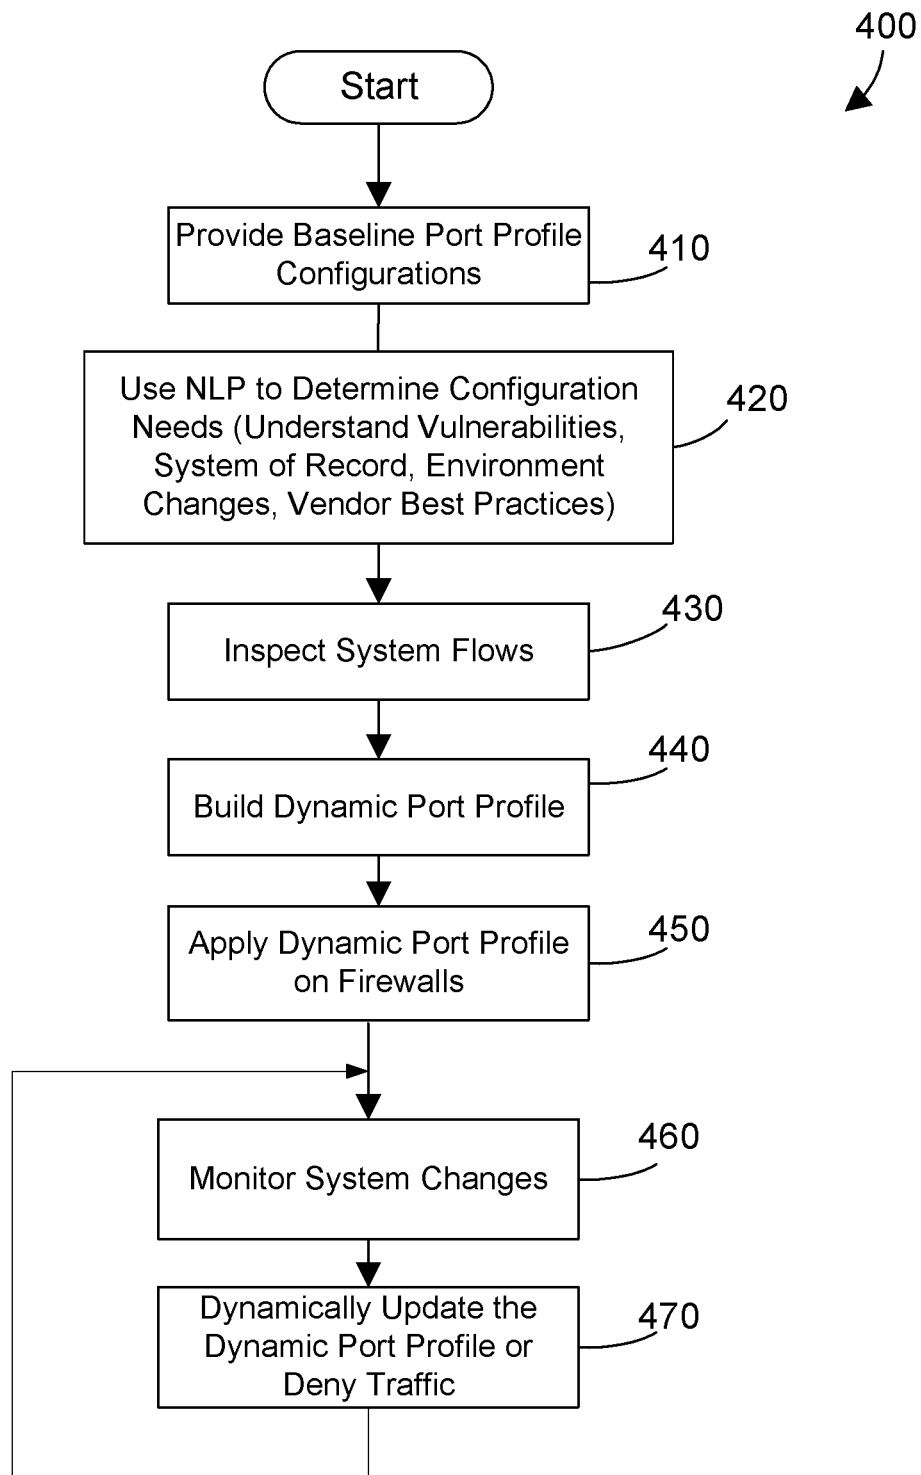 400
Start
Provide Baseline Port Profile
Configurations
410
Use NLP to Determine Configuration
Needs (Understand Vulnerabilities,
System of Record, Environment
Changes, Vendor Best Practices)
420
Inspect System Flows
430
Build Dynamic Port Profile
440
Apply Dynamic Port Profile
on Firewalls
450
Monitor System Changes
460
Dynamically Update the
Dynamic Port Profile or
Deny Traffic
470